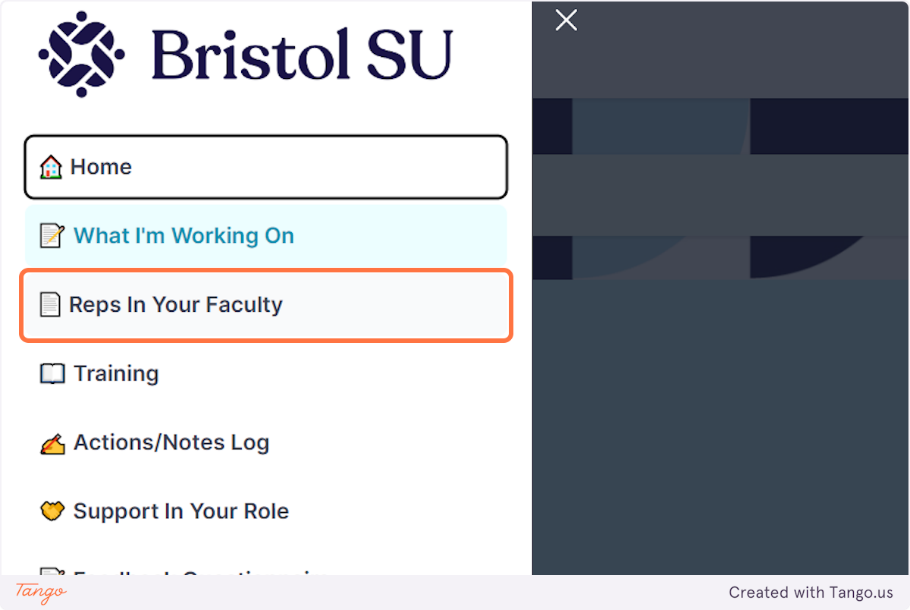 Bristol SU
Home
What I'm Working On
Reps In Your Faculty
Training
Actions/Notes Log
Support In Your Role
Tango
Created with Tango.us